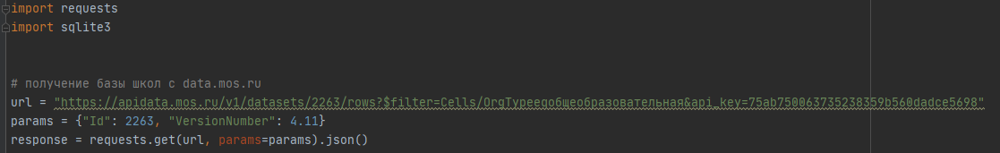 import requests
import sqlite3
# получение базы школ с data.mos.ru
url = "https://apidata.mos.ru/v1/datasets/2263/rows?$filter=Cells/OrgTypeeqобщеобразовательная&api_key=75ab750063735238359b560dadce5698"
params = {"Id": 2263, "VersionNumber": 4.11}
response = requests.get(url, params=params).json()